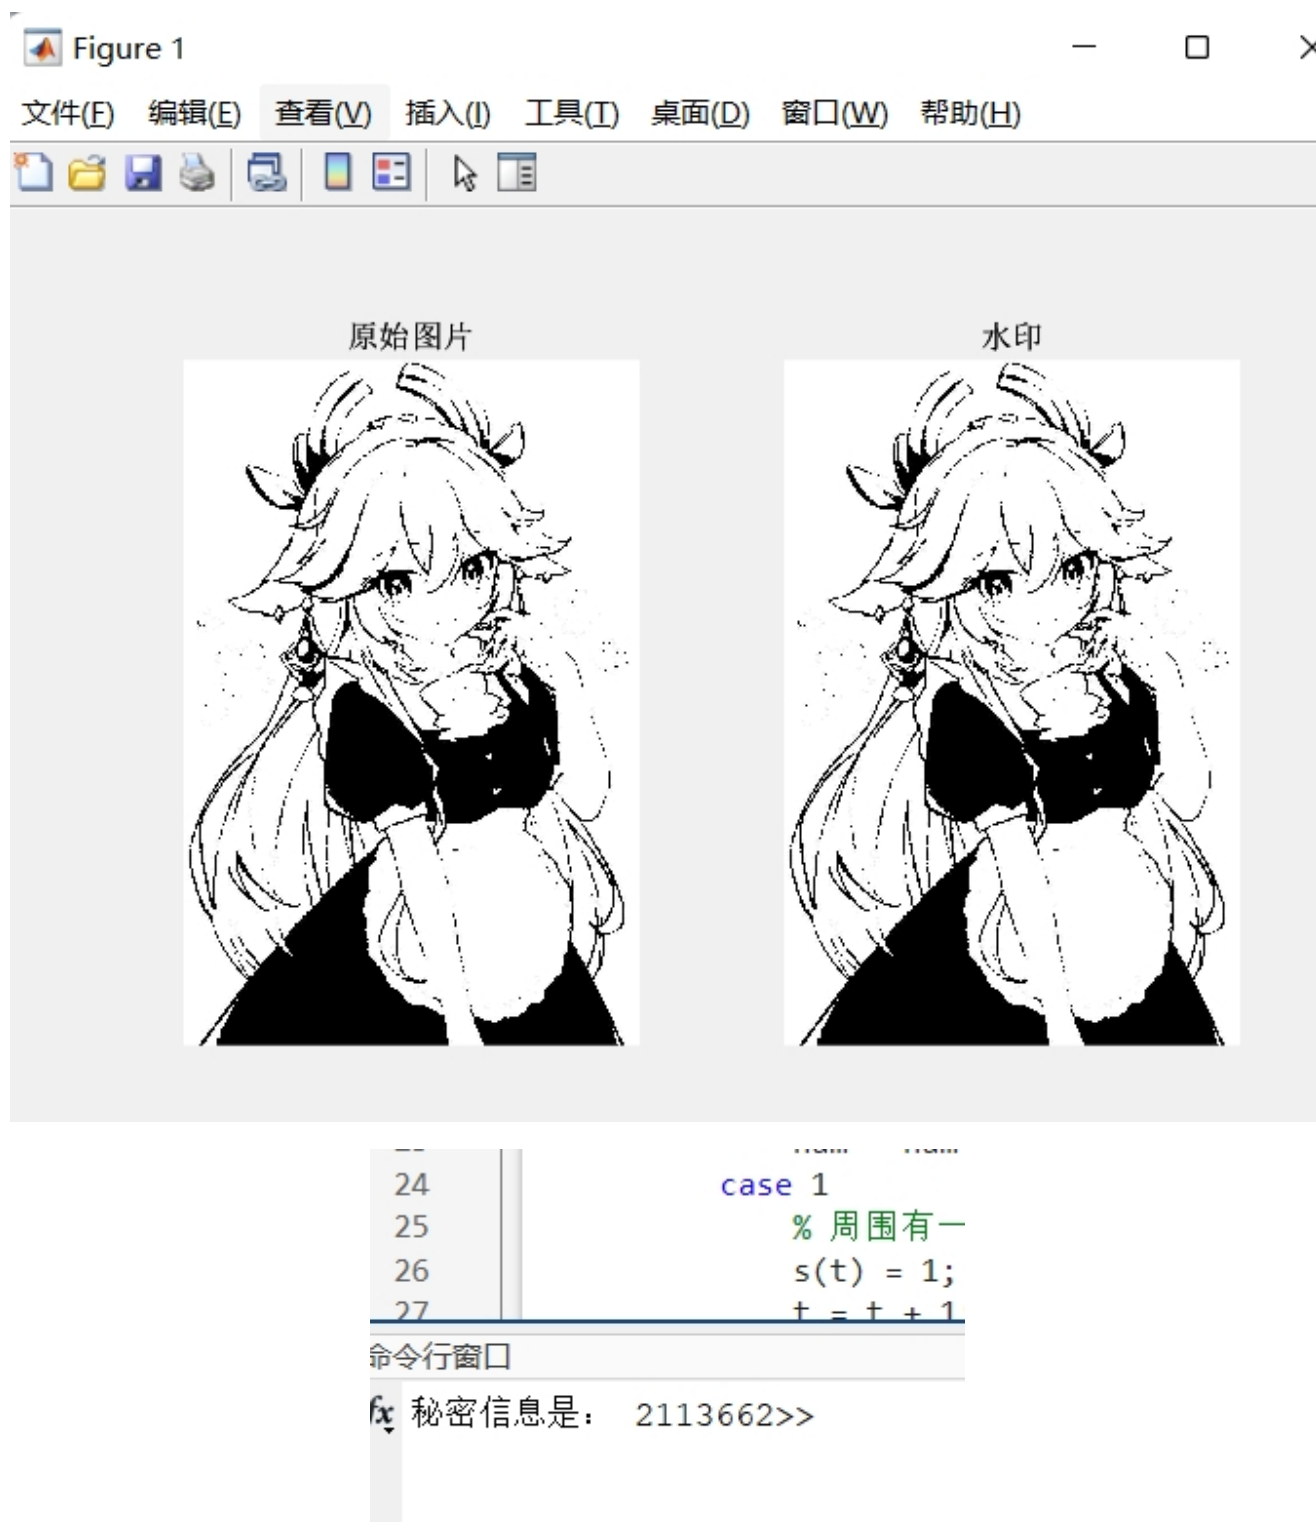 Figure 1
文件(F) 编辑(E) 查看(V) 插入(I) 工具(T) 桌面(D) 窗口(W) 帮助(H)
原始图片 水印
24 case 1
25 % 周围有一
26 s(t) = 1;
27 t = t + 1
命令行窗口
fx 秘密信息是： 2113662>>